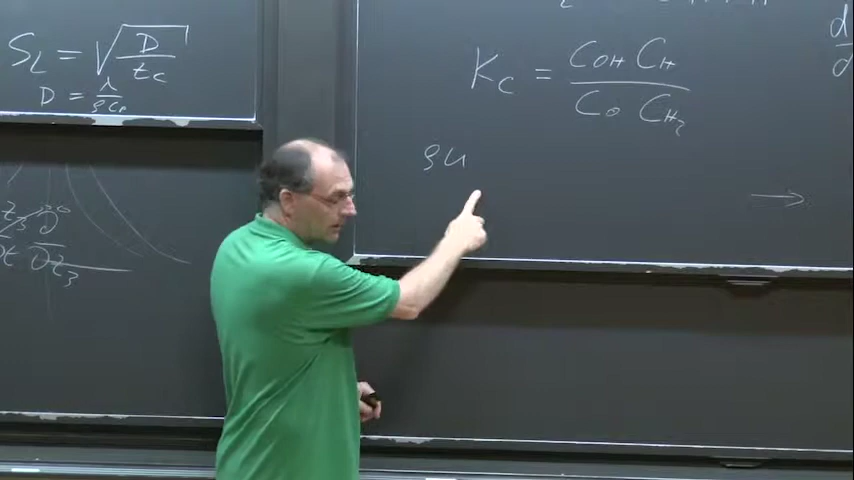 S_L = √(D/t_c)
D = λ/(ρc_p)
K_c = (C_OH C_H)/(C_O C_H₂)
ρu
→